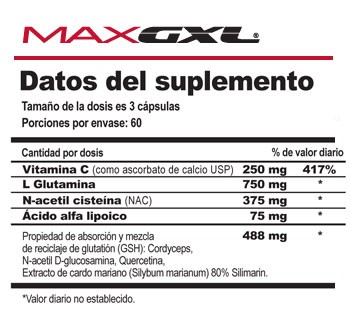 MAXGXL®
Datos del suplemento
Tamaño de la dosis es 3 cápsulas
Porciones por envase: 60
Cantidad por dosis % de valor diario
Vitamina C (como ascorbato de calcio USP) 250 mg 417%
L Glutamina 750 mg *
N-acetil cisteína (NAC) 375 mg *
Ácido alfa lipoico 75 mg *
Propiedad de absorción y mezcla 488 mg *
de reciclaje de glutatión (GSH): Cordyceps,
N-acetil D-glucosamina, Quercetina,
Extracto de cardo mariano (Silybum marianum) 80% Silimarin.
*Valor diario no establecido.